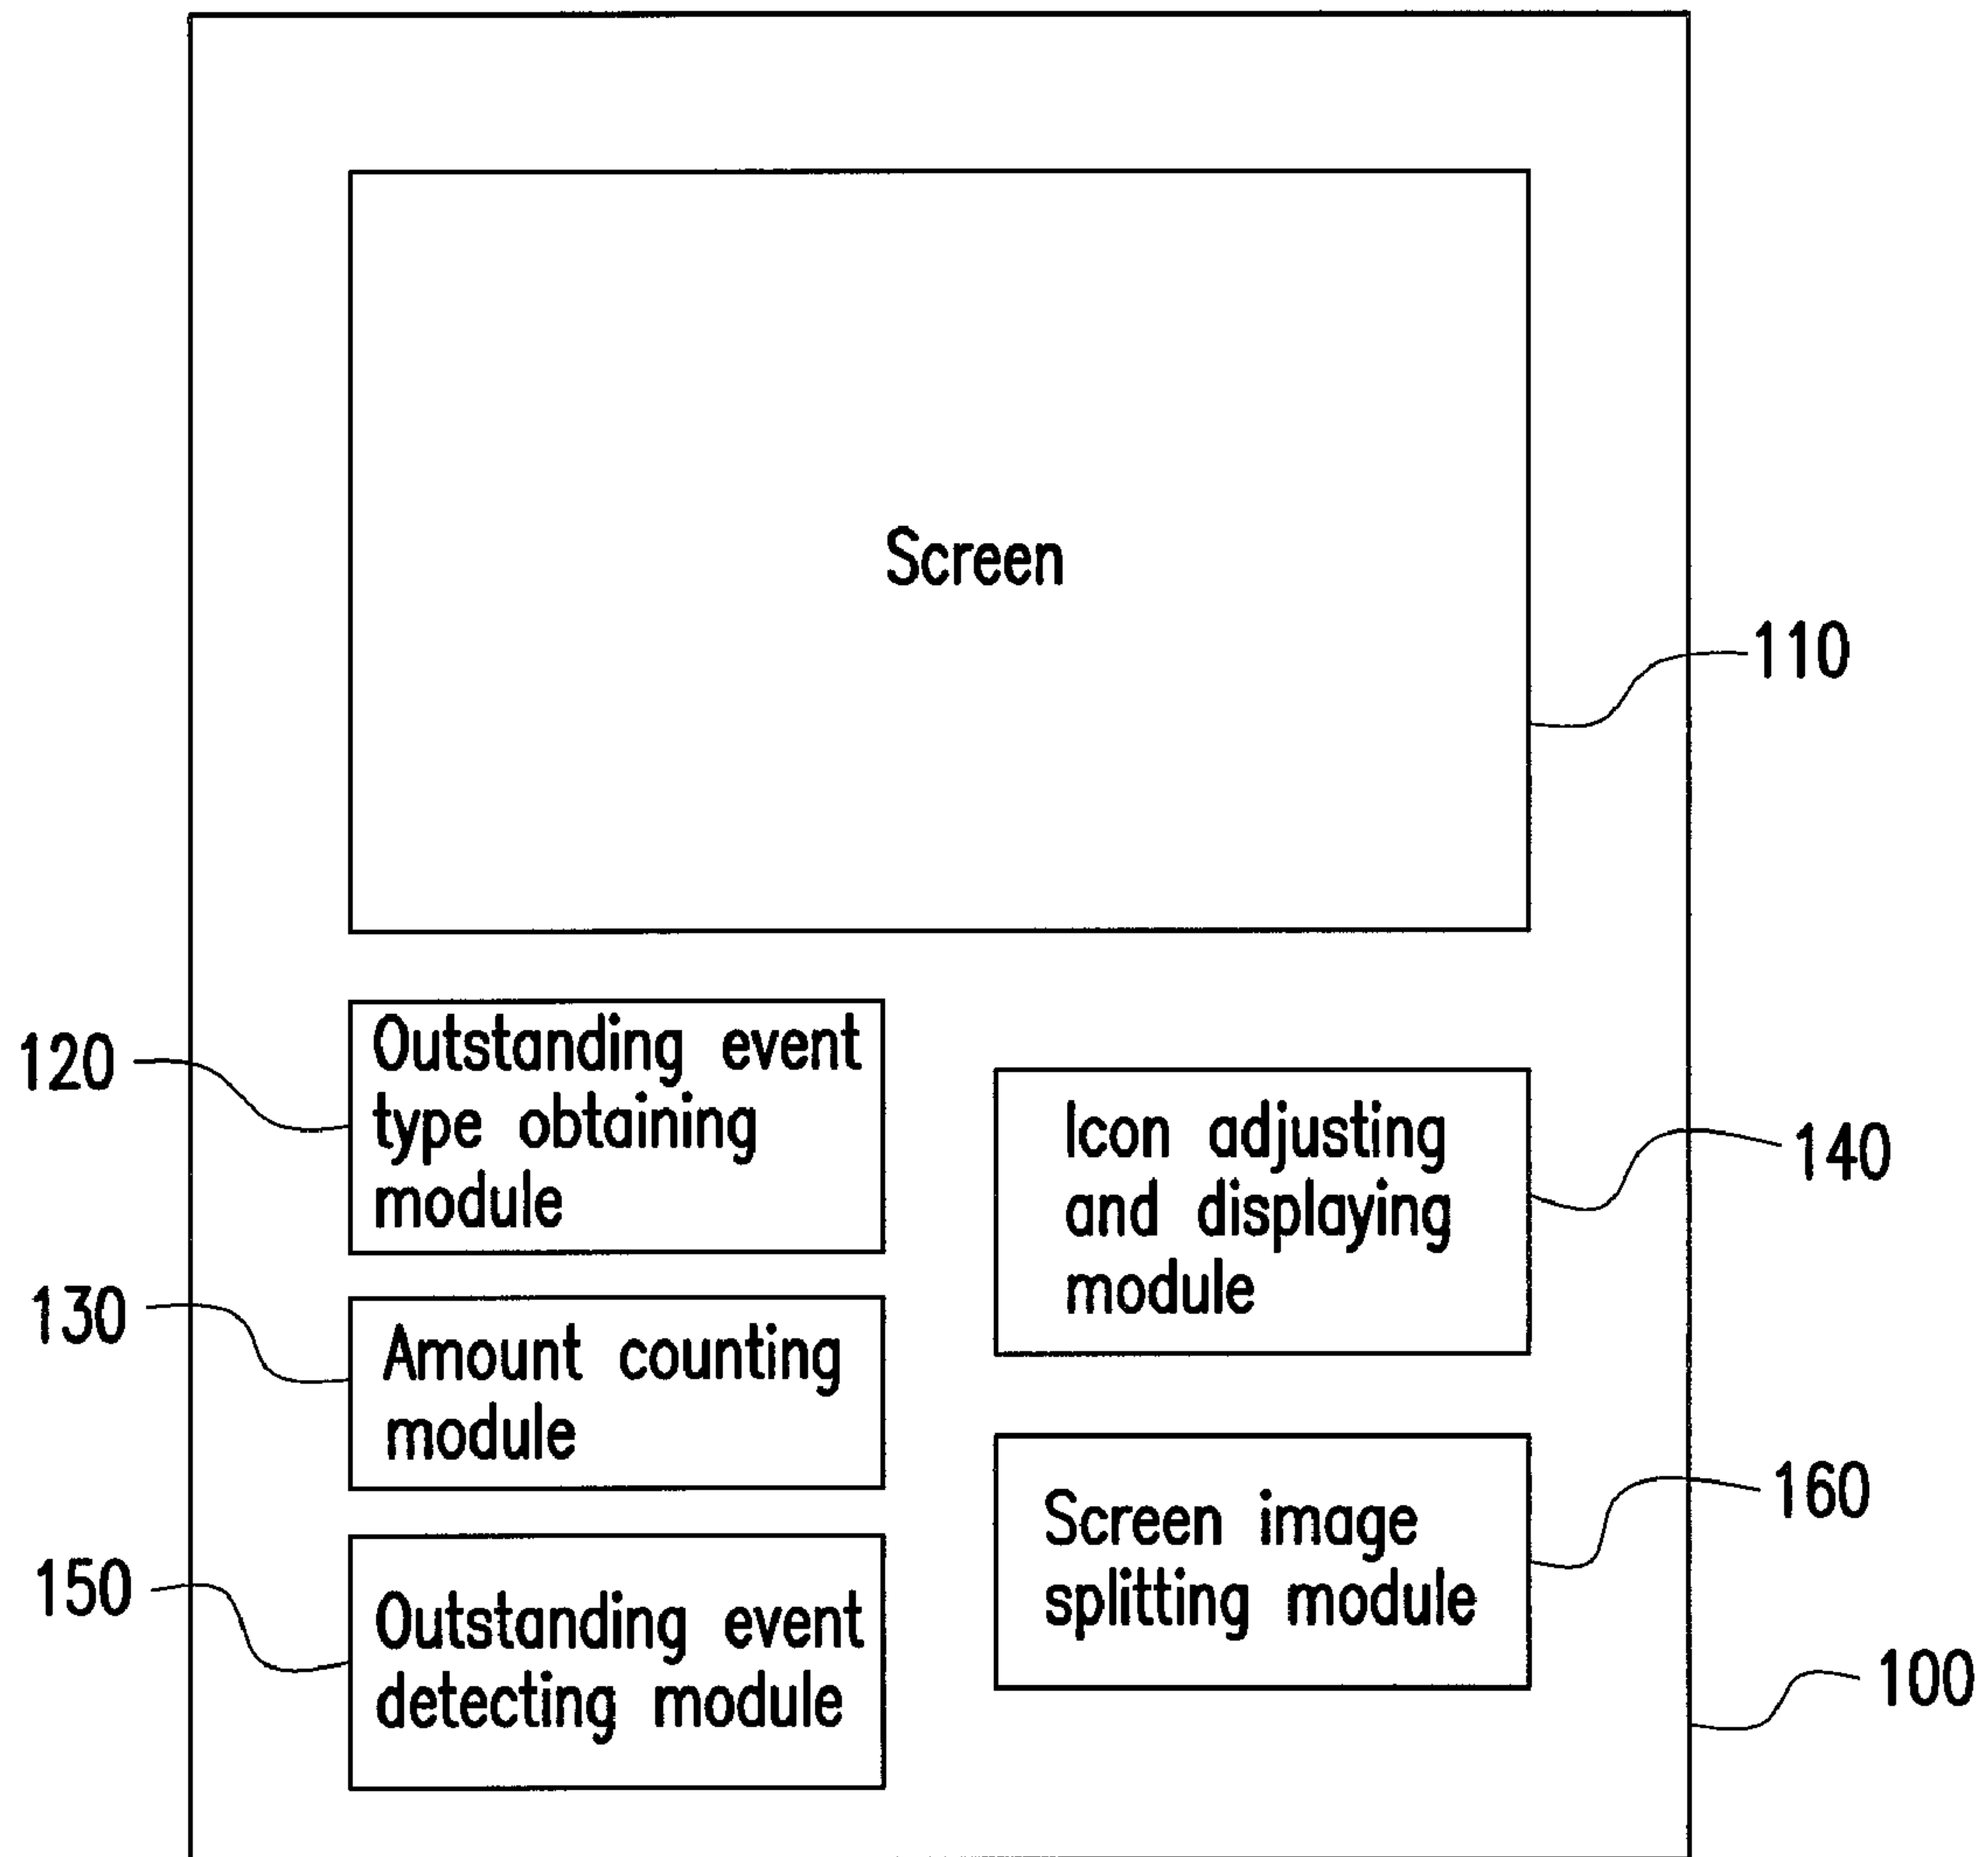 Screen
110
120
Outstanding event
type obtaining
module
Icon adjusting
and displaying
module
140
130
Amount counting
module
Screen image
splitting module
160
150
Outstanding event
detecting module
100